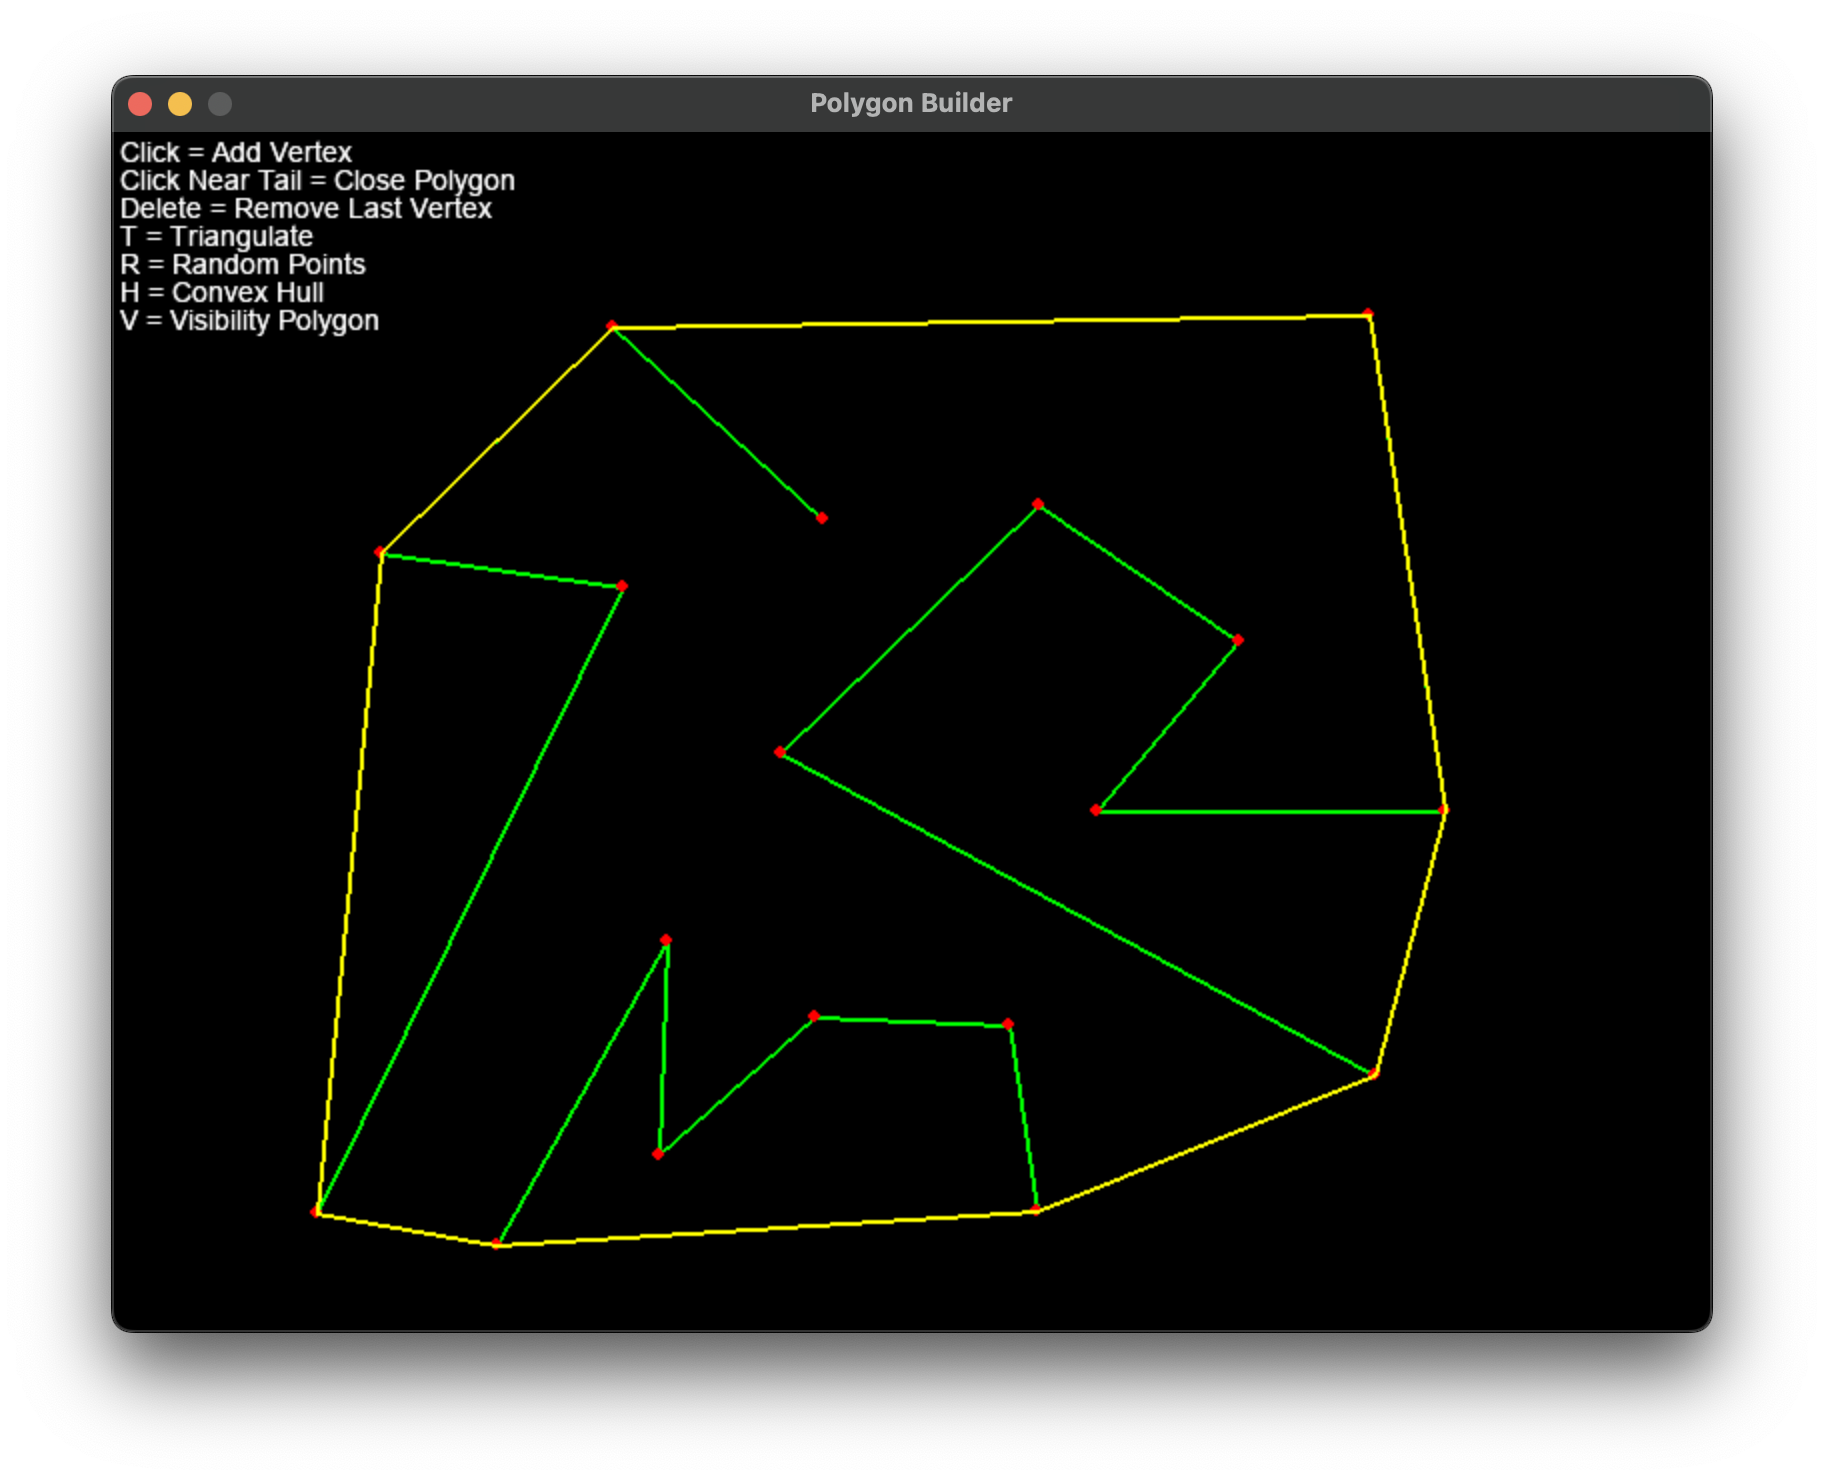 Polygon Builder
Click = Add Vertex
Click Near Tail = Close Polygon
Delete = Remove Last Vertex
T = Triangulate
R = Random Points
H = Convex Hull
V = Visibility Polygon